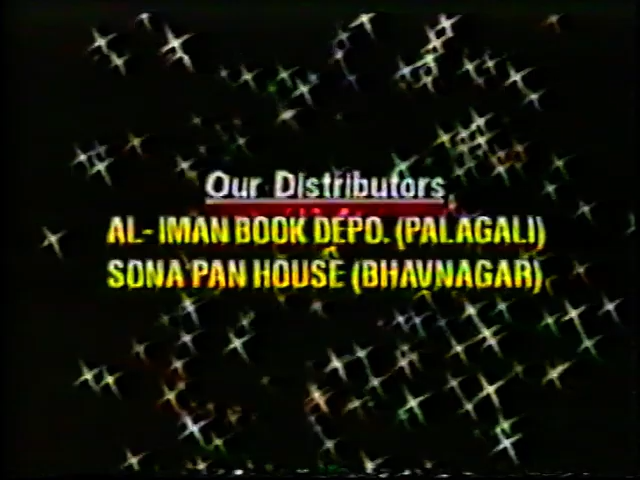 Our Distributors
AL- IMAN BOOK DEPO. (PALAGALI)
SONA PAN HOUSE (BHAVNAGAR)